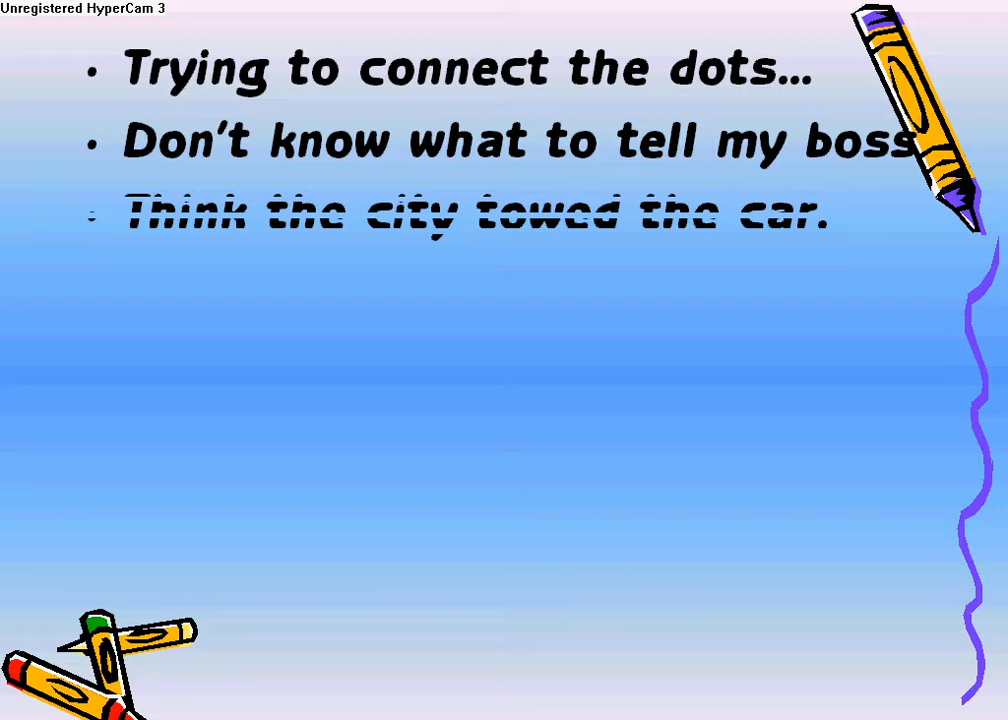 Unregistered HyperCam 3
• Trying to connect the dots...
• Don't know what to tell my boss
• Think the city towed the car.